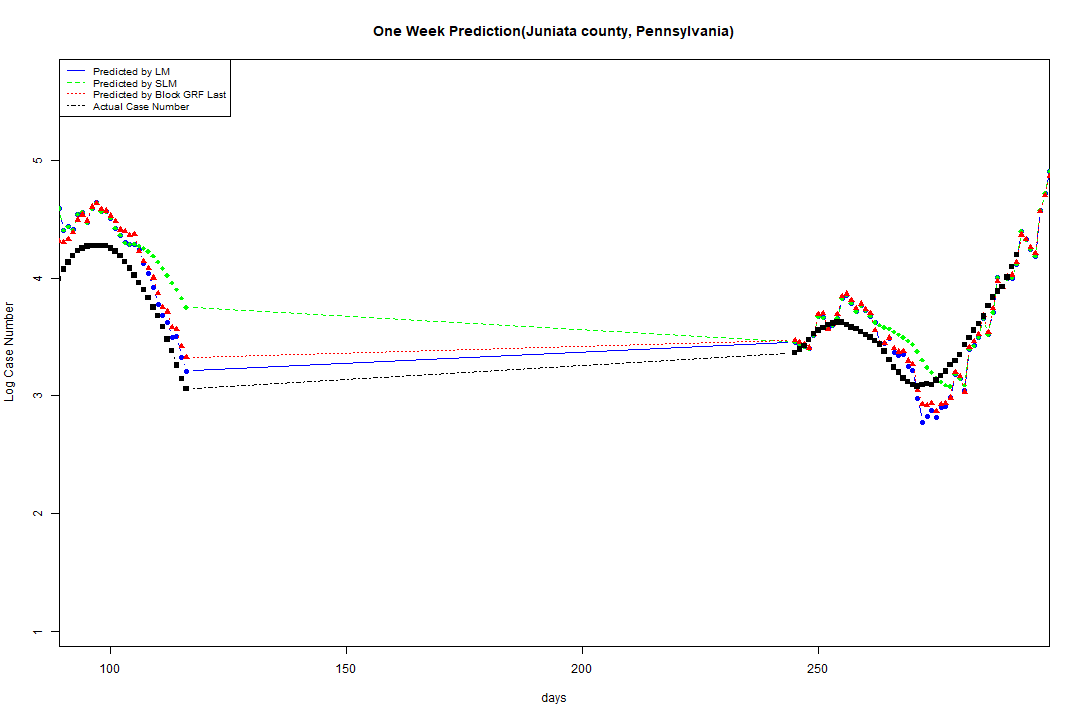 One Week Prediction(Juniata county, Pennsylvania)
Predicted by LM
Predicted by SLM
Predicted by Block GRF Last
Actual Case Number
Log Case Number
5
4
3
2
1
100 150 200 250
days